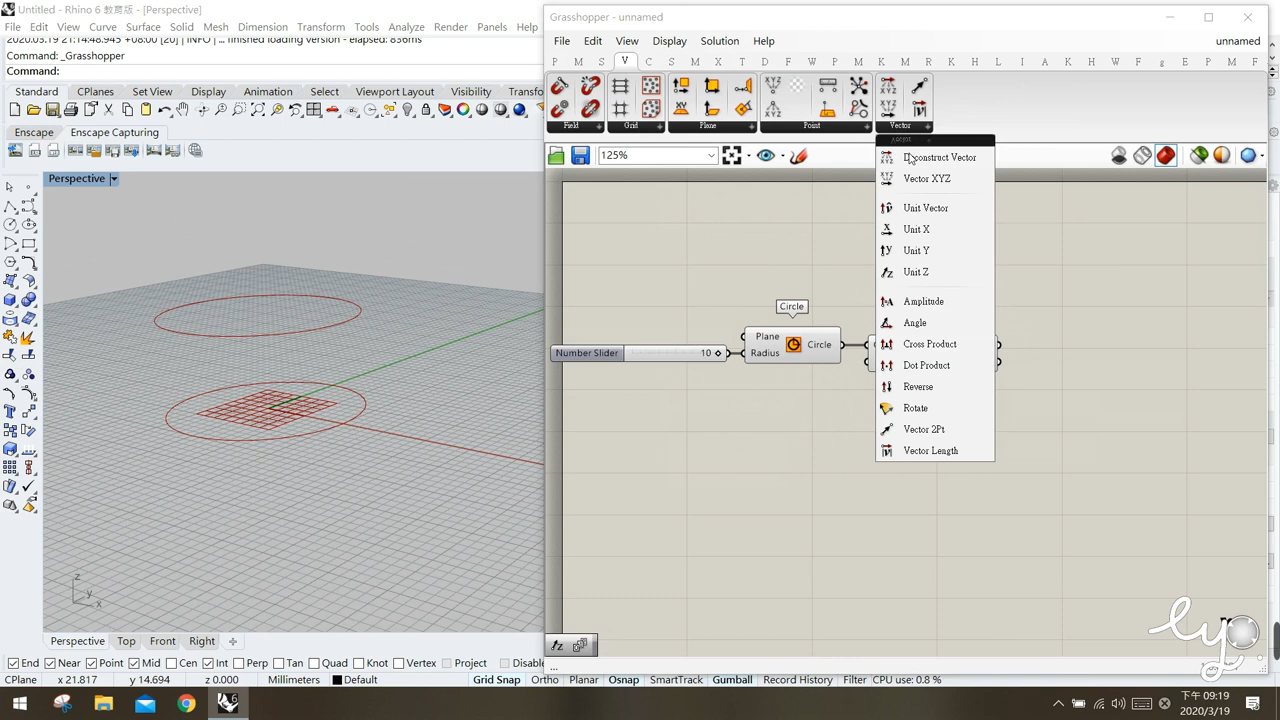 Untitled - Rhino 6 教育版 - [Perspective]
File Edit View Curve Surface Solid Mesh Dimension Transform Tools Analyze Render Panels Help
2020.03.19 14:48.945 +08:00 [20] | INFO | ... finished loading version - elapsed: 836ms
Command: _Grasshopper
Command:
Standard CPlanes Set View Display Animation Select Viewport Layout Visibility Transfo
Enscape Enscape Capturing
Perspective
z
y
x
Perspective Top Front Right
End Near Point Mid Cen Int Perp Tan Quad Knot Vertex Project Disable
CPlane x 21.817 y 14.694 z 0.000 Millimeters Default Grid Snap Ortho Planar Osnap SmartTrack Gumball Record History Filter CPU use: 0.8 %
Grasshopper - unnamed
File Edit View Display Solution Help unnamed
P M S V C S M X T D F B R K E A M R K H L S K E g E W M F
Field Grid Plane Point Vector
125%
Vector
Deconstruct Vector
Vector XYZ
Unit Vector
Unit X
Unit Y
Unit Z
Amplitude
Angle
Cross Product
Dot Product
Reverse
Rotate
Vector 2Pt
Vector Length
Circle
Number Slider 10
Plane
Radius
Circle
...
lyo
下午 09:19
2020/3/19